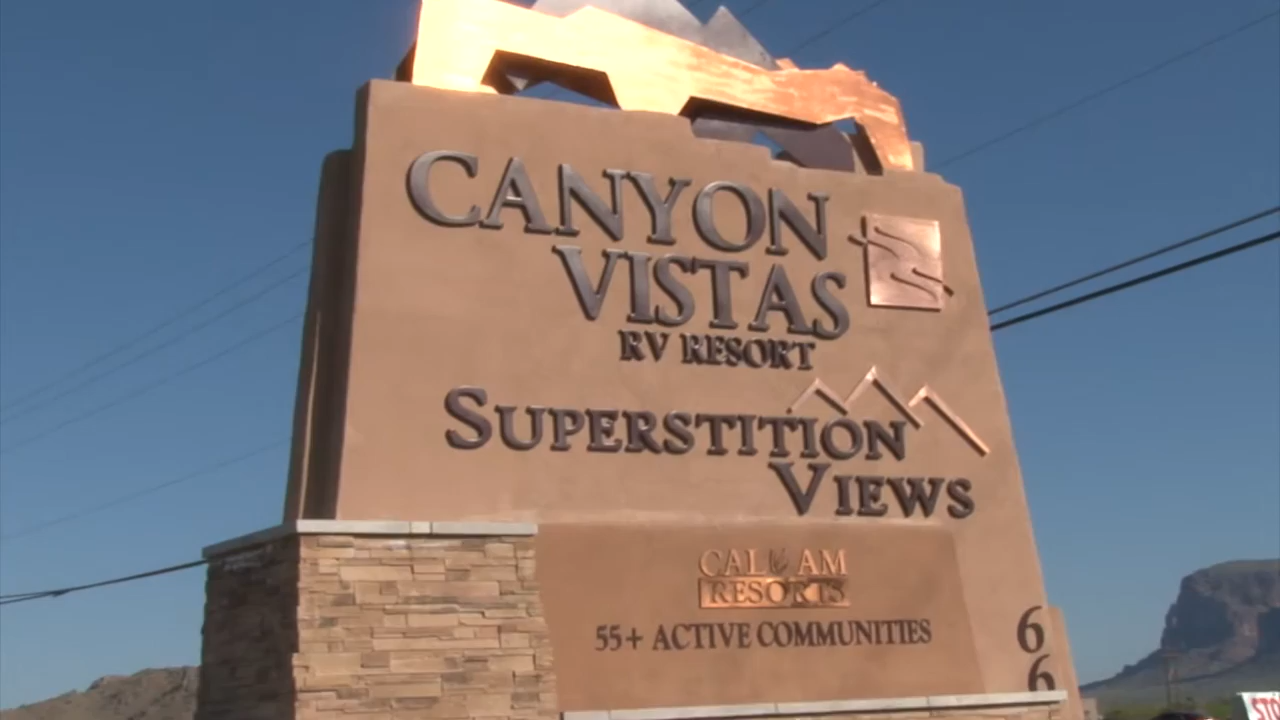 CANYON
VISTAS
RV RESORT
SUPERSTITION
VIEWS
CAL AM
RESORTS
55+ ACTIVE COMMUNITIES
6
6